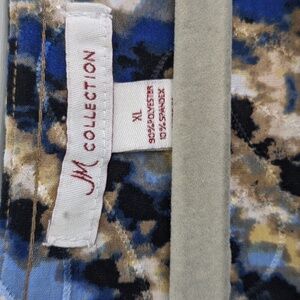 JM COLLECTION
XL
90% POLYESTER
10% SPANDEX